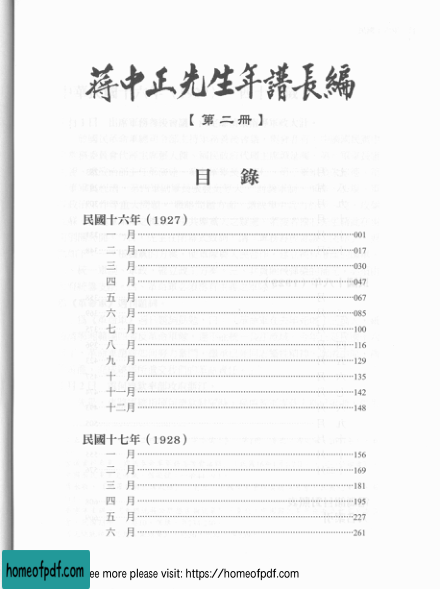 蔣中正先生年譜長編
【第二冊】
目 錄
民國十六年（1927）
一 月……001
二 月……017
三 月……030
四 月……047
五 月……067
六 月……085
七 月……100
八 月……116
九 月……129
十 月……135
十一月……142
十二月……148
民國十七年（1928）
一 月……156
二 月……169
三 月……181
四 月……195
五 月……227
六 月……261
homeofpdf.com
ee more please visit: https://homeofpdf.com